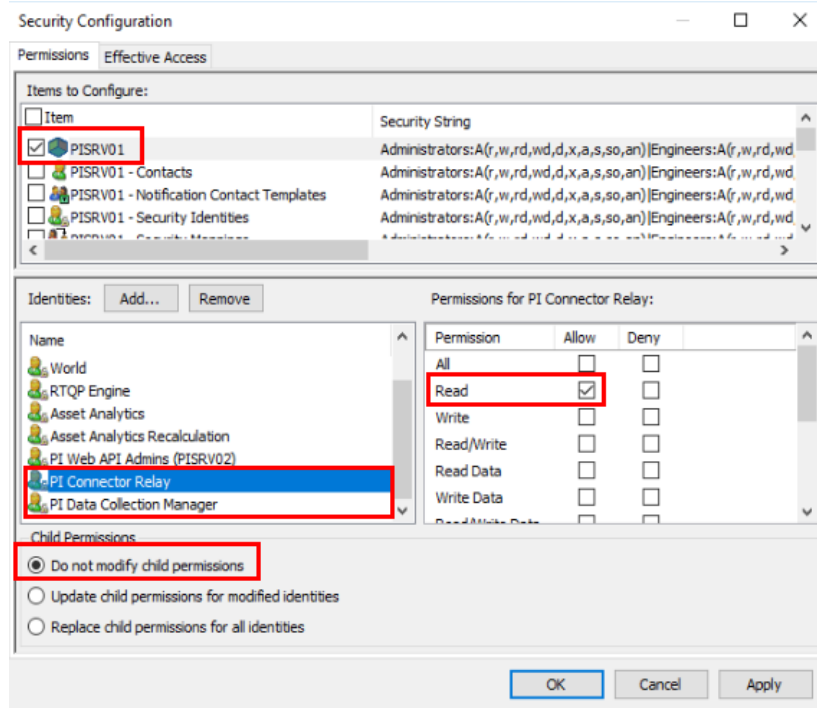 Security Configuration
Permissions Effective Access
Items to Configure:
Item Security String
PISRV01 Administrators:A(r,w,rd,wd,d,x,a,s,so,an)|Engineers:A(r,w,rd,wd,
PISRV01 - Contacts Administrators:A(r,w,rd,wd,d,x,a,s,so,an)|Engineers:A(r,w,rd,wd,
PISRV01 - Notification Contact Templates Administrators:A(r,w,rd,wd,d,x,a,s,so,an)|Engineers:A(r,w,rd,wd,
PISRV01 - Security Identities Administrators:A(r,w,rd,wd,d,x,a,s,so,an)|Engineers:A(r,w,rd,wd,
Identities: Add... Remove Permissions for PI Connector Relay:
Name Permission Allow Deny
World All
RTQP Engine Read
Asset Analytics Write
Asset Analytics Recalculation Read/Write
PI Web API Admins (PISRV02) Read Data
PI Connector Relay Write Data
PI Data Collection Manager Read/Write Data
Child Permissions
Do not modify child permissions
Update child permissions for modified identities
Replace child permissions for all identities
OK Cancel Apply